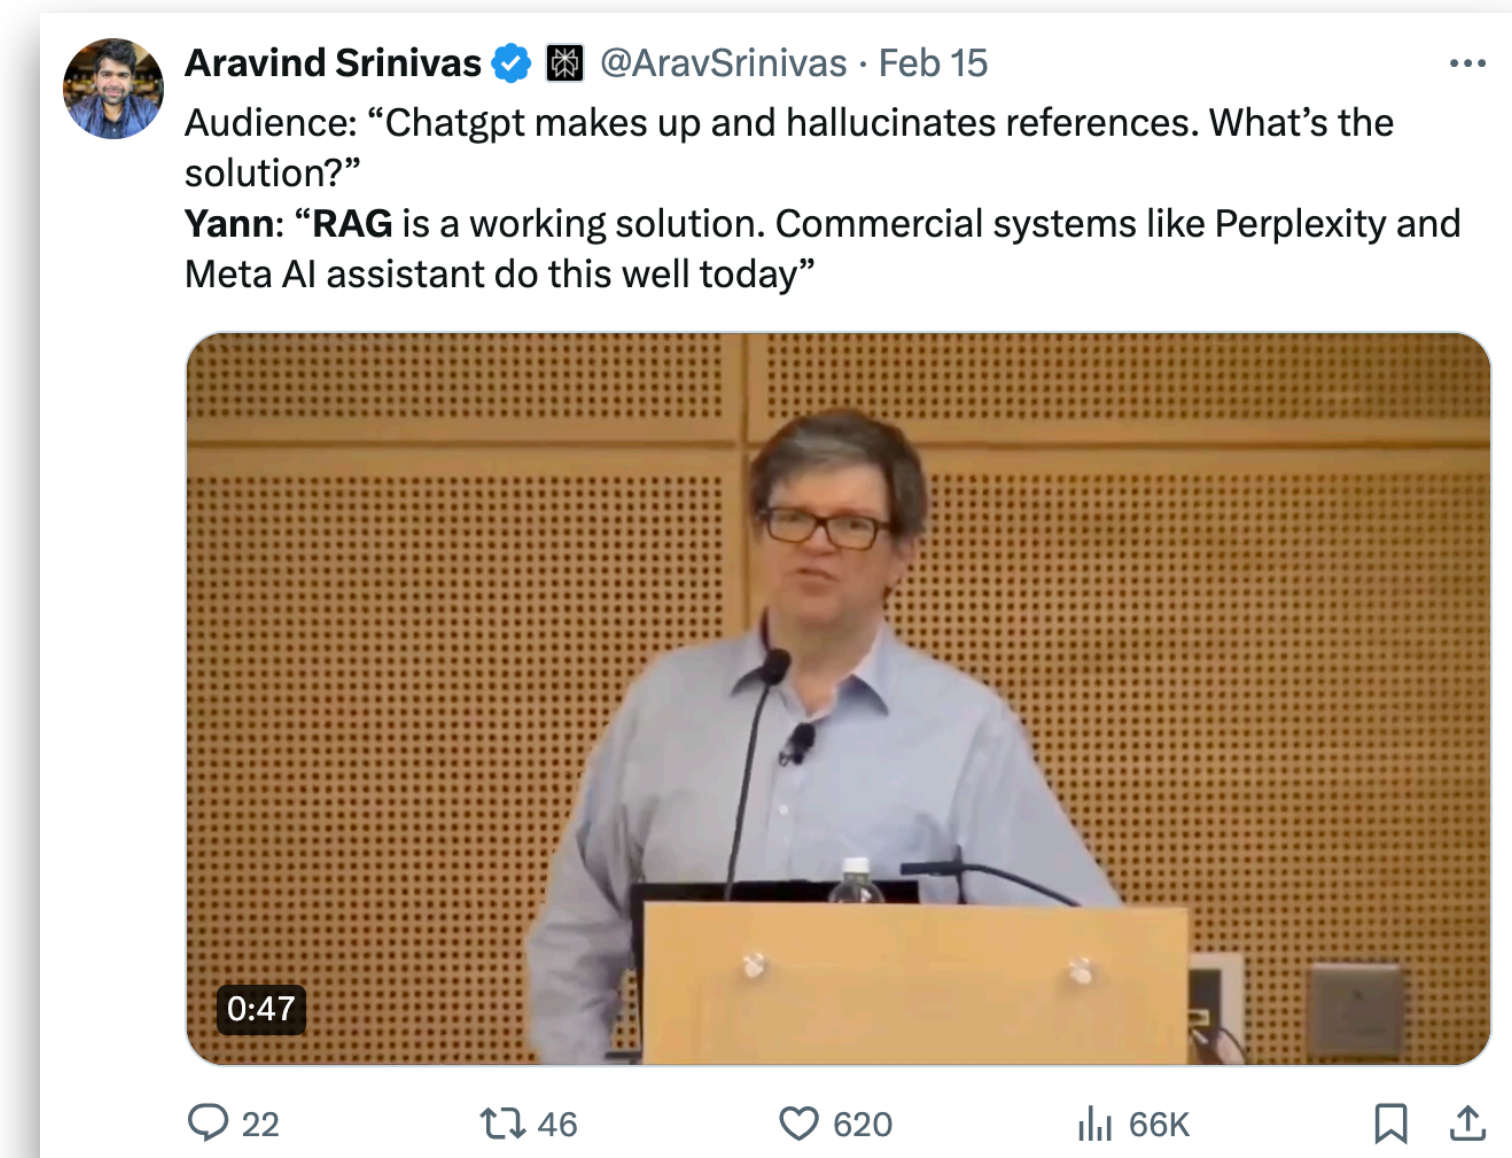 Aravind Srinivas @AravSrinivas · Feb 15
Audience: “Chatgpt makes up and hallucinates references. What’s the
solution?”
Yann: “RAG is a working solution. Commercial systems like Perplexity and
Meta AI assistant do this well today”
0:47
22 46 620 66K